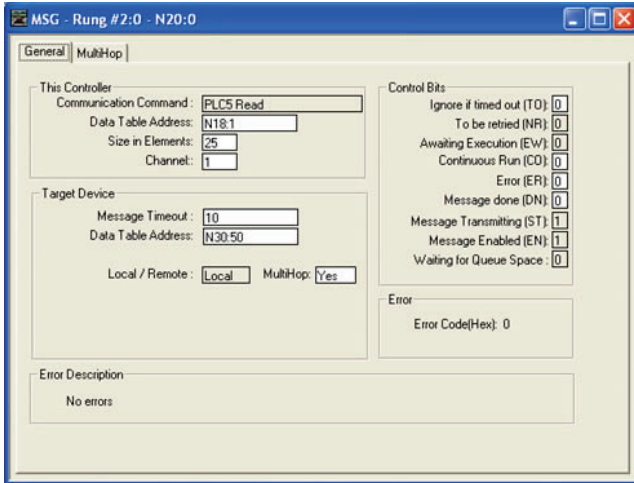 MSG - Rung #2:0 - N20:0
General
MultiHop
This Controller
Communication Command : PLC5 Read
Data Table Address: N18:1
Size in Elements: 25
Channel: 1
Target Device
Message Timeout : 10
Data Table Address: N30:50
Local / Remote : Local MultiHop: Yes
Control Bits
Ignore if timed out (TO): 0
To be retried (NR): 0
Awaiting Execution (EW): 0
Continuous Run (CO): 0
Error (ER): 0
Message done (DN): 0
Message Transmitting (ST): 1
Message Enabled (EN): 1
Waiting for Queue Space : 0
Error
Error Code(Hex): 0
Error Description
No errors